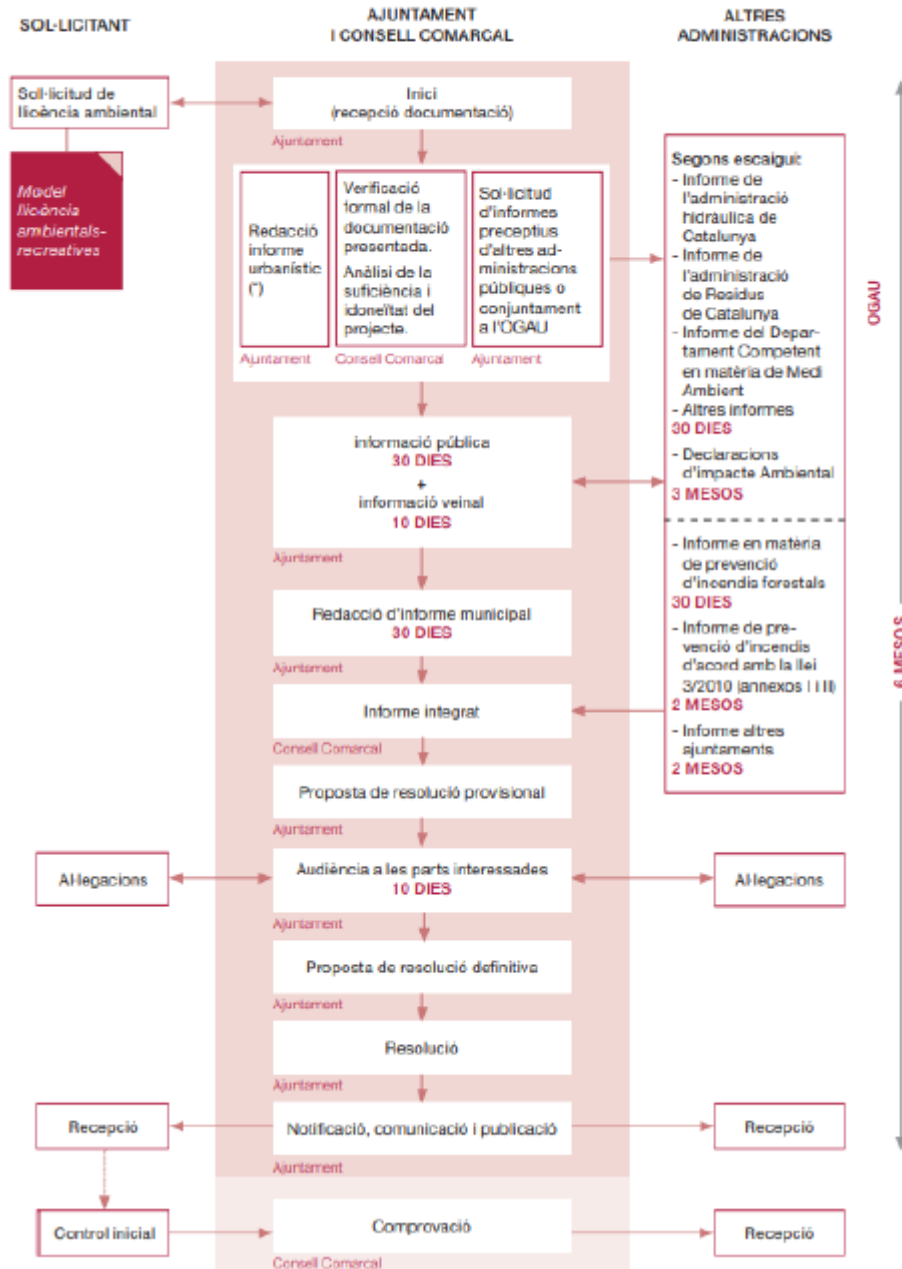 SOL·LICITANT
AJUNTAMENT
I CONSELL COMARCAL
ALTRES
ADMINISTRACIONS
Sol·licitud de
llicència ambiental
Model
llicència
ambientals-
recreatives
Inici
(recepció documentació)
Ajuntament
Redacció
informe
urbanístic
(*)
Ajuntament
Verificació
formal de la
documentació
presentada.
Anàlisi de la
suficiència i
idoneïtat del
projecte.
Consell Comarcal
Sol·licitud
d'informes
preceptius
d'altres ad-
ministracions
públiques o
conjuntament
a l'OGAU
Ajuntament
Segons escaigui:
- Informe de
l'administració
hidràulica de
Catalunya
- Informe de
l'administració
de Residus
de Catalunya
- Informe del Depar-
tament Competent
en matèria de Medi
Ambient
- Altres informes
30 DIES
- Declaracions
d'impacte Ambiental
3 MESOS
- Informe en matèria
de prevenció
d'incendis forestals
30 DIES
- Informe de pre-
venció d'incendis
d'acord amb la llei
3/2010 (annexos I i II)
2 MESOS
- Informe altres
ajuntaments
2 MESOS
OGAU
6 MESOS
informació pública
30 DIES
+
informació veinal
10 DIES
Ajuntament
Redacció d'informe municipal
30 DIES
Ajuntament
Informe integrat
Consell Comarcal
Proposta de resolució provisional
Ajuntament
Al·legacions
Audiència a les parts interessades
10 DIES
Al·legacions
Ajuntament
Proposta de resolució definitiva
Ajuntament
Resolució
Ajuntament
Recepció
Notificació, comunicació i publicació
Recepció
Ajuntament
Control inicial
Comprovació
Recepció
Consell Comarcal